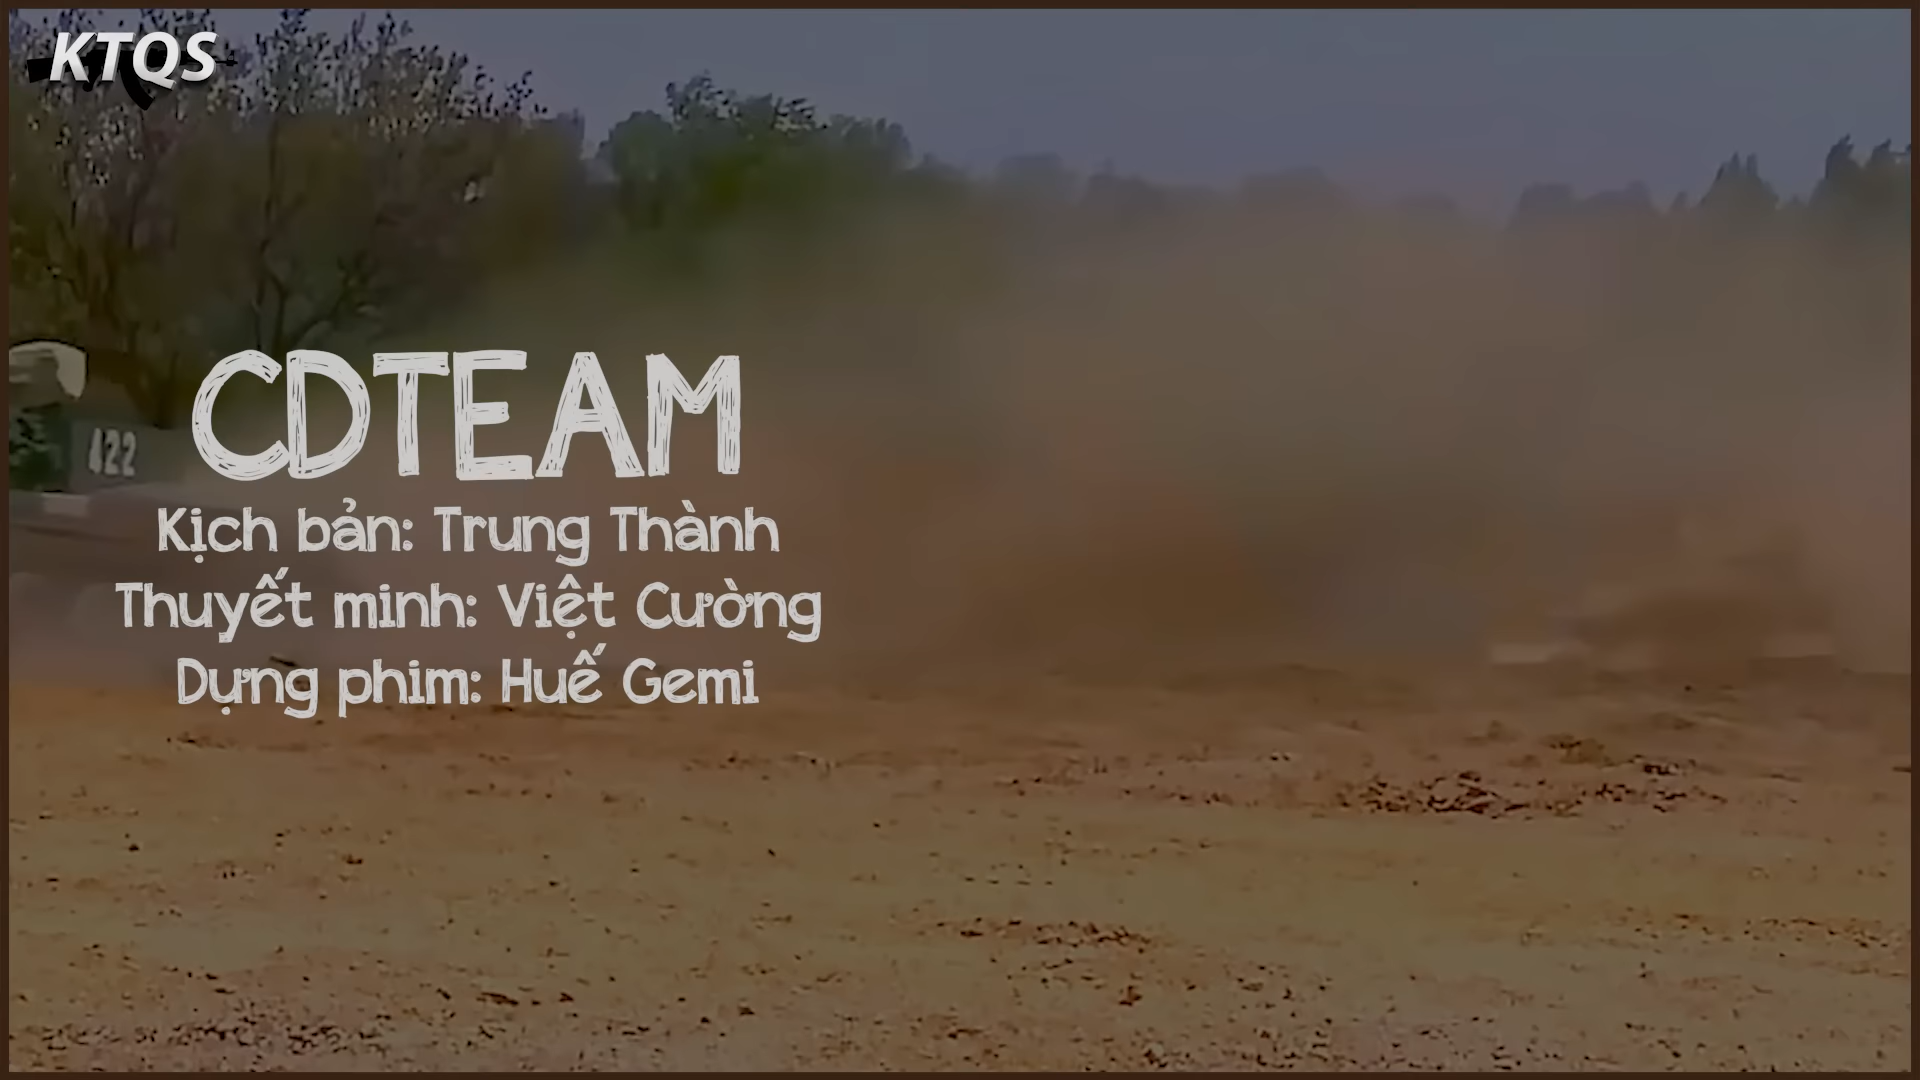 KTQS
CDTEAM
422
Kịch bản: Trung Thành
Thuyết minh: Việt Cường
Dựng phim: Huế Gemi